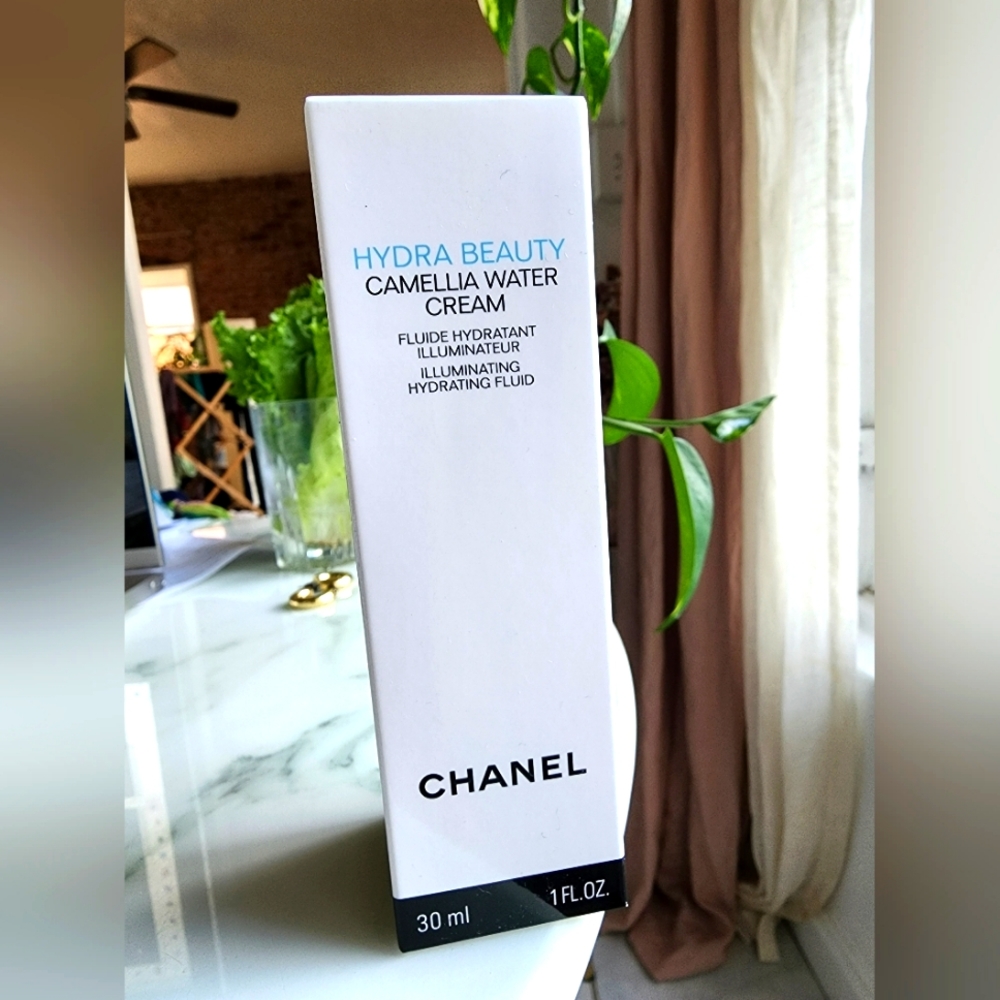 HYDRA BEAUTY
CAMELLIA WATER
CREAM
FLUIDE HYDRATANT
ILLUMINATEUR
ILLUMINATING
HYDRATING FLUID
CHANEL
30 ml 1 FL.OZ.